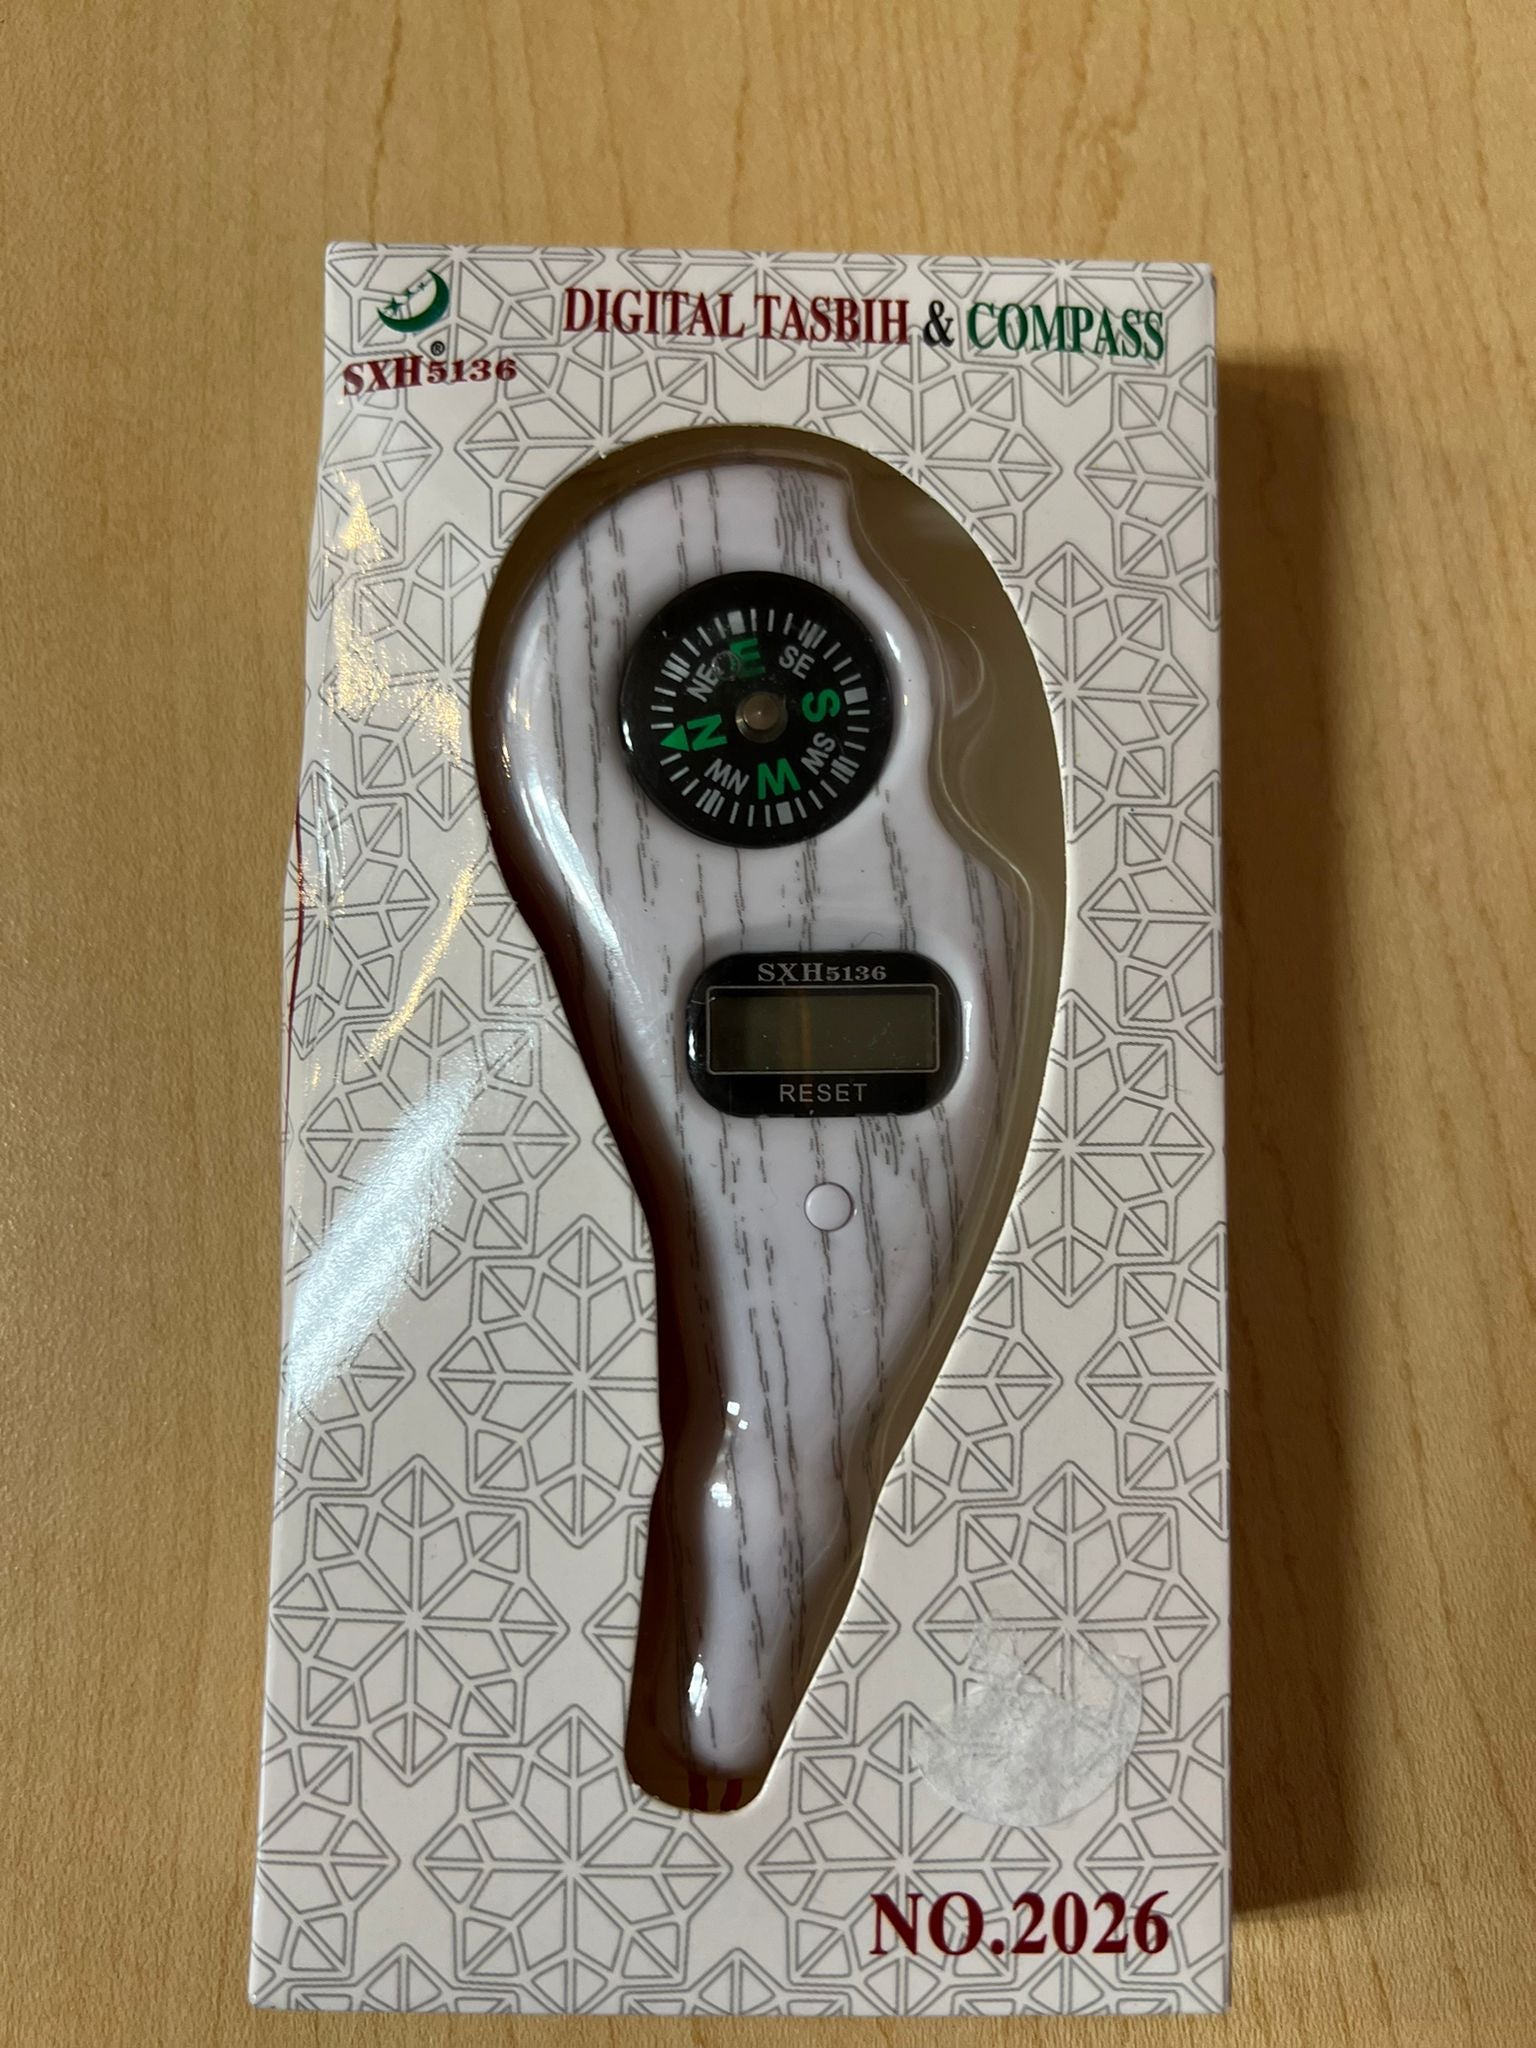 DIGITAL TASBIH & COMPASS
®
SXH5136
E
SE
S
SW
W
NW
N
NE
SXH5136
RESET
NO.2026